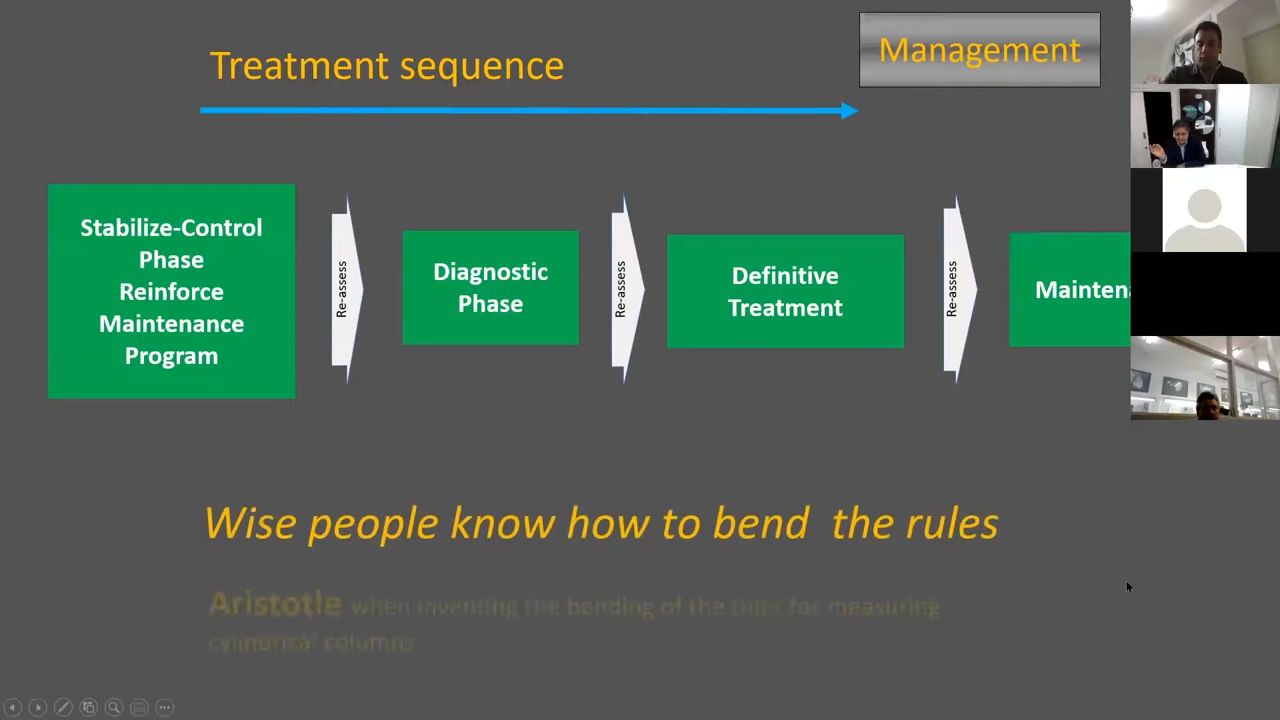 Treatment sequence
Management
Stabilize-Control
Phase
Reinforce
Maintenance
Program
Re-assess
Diagnostic
Phase
Re-assess
Definitive
Treatment
Re-assess
Maintena
Wise people know how to bend the rules
Aristotle when inventing the bending of the ruler for measuring
columns